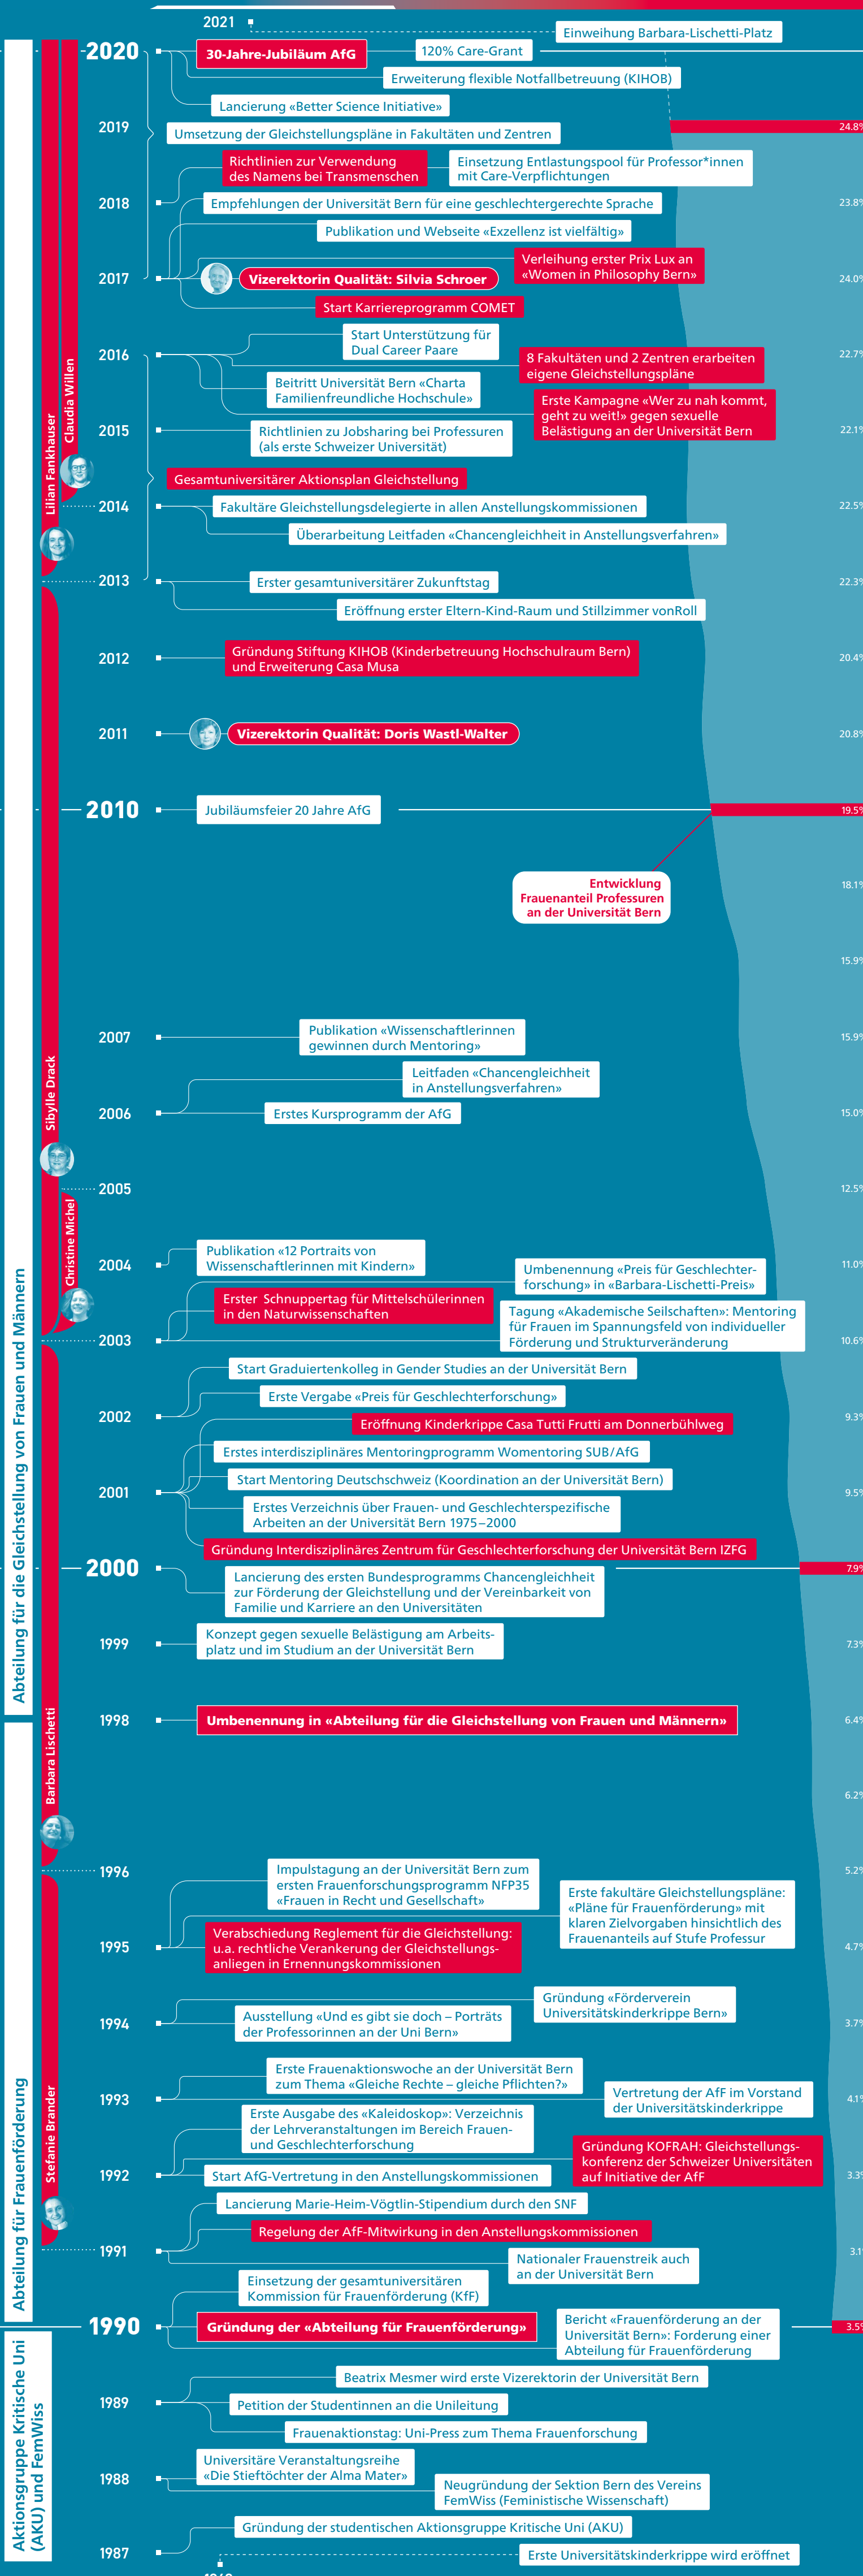 2021
Einweihung Barbara-Lischetti-Platz
2020
30-Jahre-Jubiläum AfG
120% Care-Grant
Erweiterung flexible Notfallbetreuung (KIHOB)
Lancierung «Better Science Initiative»
2019
24.8%
Umsetzung der Gleichstellungspläne in Fakultäten und Zentren
Richtlinien zur Verwendung
des Namens bei Transmenschen
Einsetzung Entlastungspool für Professor*innen
mit Care-Verpflichtungen
2018
23.8%
Empfehlungen der Universität Bern für eine geschlechtergerechte Sprache
Publikation und Webseite «Exzellenz ist vielfältig»
Verleihung erster Prix Lux an
«Women in Philosophy Bern»
2017
24.0%
Vizerektorin Qualität: Silvia Schroer
Start Karriereprogramm COMET
Start Unterstützung für
Dual Career Paare
2016
22.7%
8 Fakultäten und 2 Zentren erarbeiten
eigene Gleichstellungspläne
Beitritt Universität Bern «Charta
Familienfreundliche Hochschule»
Erste Kampagne «Wer zu nah kommt,
geht zu weit!» gegen sexuelle
Belästigung an der Universität Bern
2015
22.1%
Richtlinien zu Jobsharing bei Professuren
(als erste Schweizer Universität)
Claudia Willen
Lilian Fankhauser
Gesamtuniversitärer Aktionsplan Gleichstellung
2014
22.5%
Fakultäre Gleichstellungsdelegierte in allen Anstellungskommissionen
Überarbeitung Leitfaden «Chancengleichheit in Anstellungsverfahren»
2013
22.3%
Erster gesamtuniversitärer Zukunftstag
Eröffnung erster Eltern-Kind-Raum und Stillzimmer vonRoll
2012
20.4%
Gründung Stiftung KIHOB (Kinderbetreuung Hochschulraum Bern)
und Erweiterung Casa Musa
2011
20.8%
Vizerektorin Qualität: Doris Wastl-Walter
2010
19.5%
Jubiläumsfeier 20 Jahre AfG
Entwicklung
Frauenanteil Professuren
an der Universität Bern
18.1%
15.9%
2007
15.9%
Publikation «Wissenschaftlerinnen
gewinnen durch Mentoring»
Leitfaden «Chancengleichheit
in Anstellungsverfahren»
2006
15.0%
Erstes Kursprogramm der AfG
Sibylle Drack
2005
12.5%
Christine Michel
Publikation «12 Portraits von
Wissenschaftlerinnen mit Kindern»
2004
11.0%
Umbenennung «Preis für Geschlechter-
forschung» in «Barbara-Lischetti-Preis»
Erster Schnuppertag für Mittelschülerinnen
in den Naturwissenschaften
Tagung «Akademische Seilschaften»: Mentoring
für Frauen im Spannungsfeld von individueller
Förderung und Strukturveränderung
2003
10.6%
Start Graduiertenkolleg in Gender Studies an der Universität Bern
Erste Vergabe «Preis für Geschlechterforschung»
2002
9.3%
Eröffnung Kinderkrippe Casa Tutti Frutti am Donnerbühlweg
Erstes interdisziplinäres Mentoringprogramm Womentoring SUB/AfG
Start Mentoring Deutschschweiz (Koordination an der Universität Bern)
2001
9.5%
Erstes Verzeichnis über Frauen- und Geschlechterspezifische
Arbeiten an der Universität Bern 1975–2000
Gründung Interdisziplinäres Zentrum für Geschlechterforschung der Universität Bern IZFG
2000
7.9%
Lancierung des ersten Bundesprogramms Chancengleichheit
zur Förderung der Gleichstellung und der Vereinbarkeit von
Familie und Karriere an den Universitäten
Abteilung für die Gleichstellung von Frauen und Männern
1999
7.3%
Konzept gegen sexuelle Belästigung am Arbeits-
platz und im Studium an der Universität Bern
1998
6.4%
Umbenennung in «Abteilung für die Gleichstellung von Frauen und Männern»
Barbara Lischetti
6.2%
1996
5.2%
Impulstagung an der Universität Bern zum
ersten Frauenforschungsprogramm NFP35
«Frauen in Recht und Gesellschaft»
Erste fakultäre Gleichstellungspläne:
«Pläne für Frauenförderung» mit
klaren Zielvorgaben hinsichtlich des
Frauenanteils auf Stufe Professur
1995
4.7%
Verabschiedung Reglement für die Gleichstellung:
u.a. rechtliche Verankerung der Gleichstellungs-
anliegen in Ernennungskommissionen
Gründung «Förderverein
Universitätskinderkrippe Bern»
1994
3.7%
Ausstellung «Und es gibt sie doch – Porträts
der Professorinnen an der Uni Bern»
Erste Frauenaktionswoche an der Universität Bern
zum Thema «Gleiche Rechte – gleiche Pflichten?»
1993
4.1%
Vertretung der AfF im Vorstand
der Universitätskinderkrippe
Erste Ausgabe des «Kaleidoskop»: Verzeichnis
der Lehrveranstaltungen im Bereich Frauen-
und Geschlechterforschung
Gründung KOFRAH: Gleichstellungs-
konferenz der Schweizer Universitäten
auf Initiative der AfF
1992
3.3%
Start AfG-Vertretung in den Anstellungskommissionen
Stefanie Brander
Abteilung für Frauenförderung
Lancierung Marie-Heim-Vögtlin-Stipendium durch den SNF
Regelung der AfF-Mitwirkung in den Anstellungskommissionen
1991
3.1
Nationaler Frauenstreik auch
an der Universität Bern
Einsetzung der gesamtuniversitären
Kommission für Frauenförderung (KfF)
1990
3.5%
Gründung der «Abteilung für Frauenförderung»
Bericht «Frauenförderung an der
Universität Bern»: Forderung einer
Abteilung für Frauenförderung
Beatrix Mesmer wird erste Vizerektorin der Universität Bern
1989
Petition der Studentinnen an die Unileitung
Frauenaktionstag: Uni-Press zum Thema Frauenforschung
Aktionsgruppe Kritische Uni
(AKU) und FemWiss
Universitäre Veranstaltungsreihe
«Die Stieftöchter der Alma Mater»
1988
Neugründung der Sektion Bern des Vereins
FemWiss (Feministische Wissenschaft)
Gründung der studentischen Aktionsgruppe Kritische Uni (AKU)
1987
Erste Universitätskinderkrippe wird eröffnet